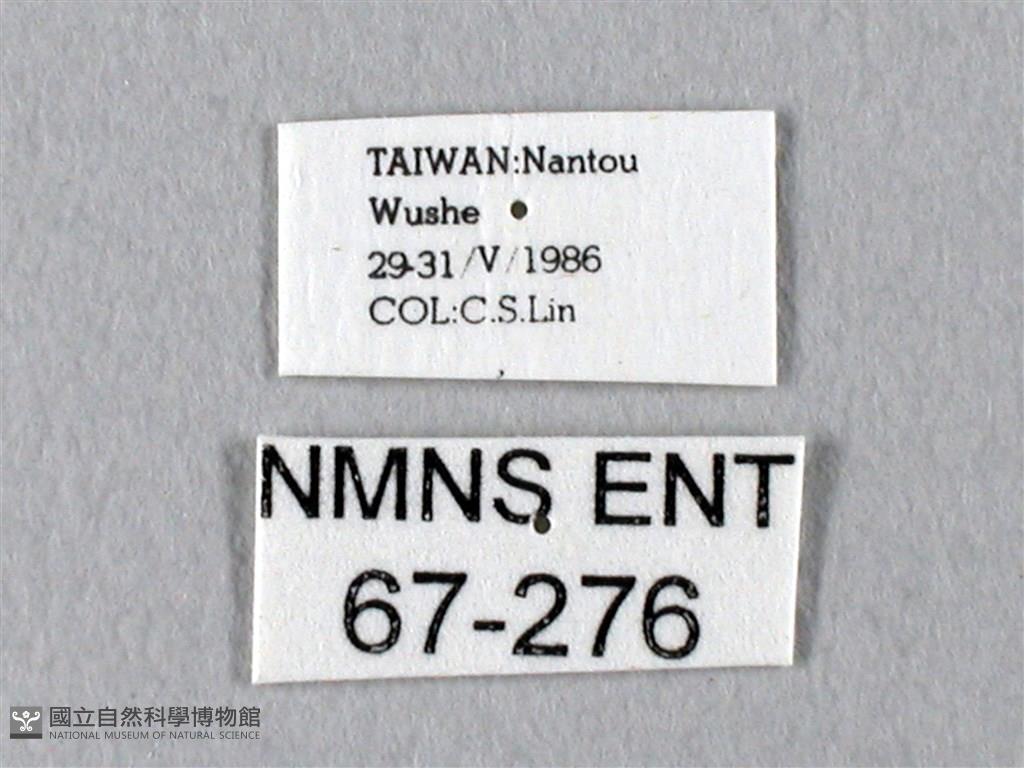 TAIWAN:Nantou
Wushe
29-31/V/1986
COL:C.S.Lin
NMNS ENT
67-276
國立自然科學博物館
NATIONAL MUSEUM OF NATURAL SCIENCE